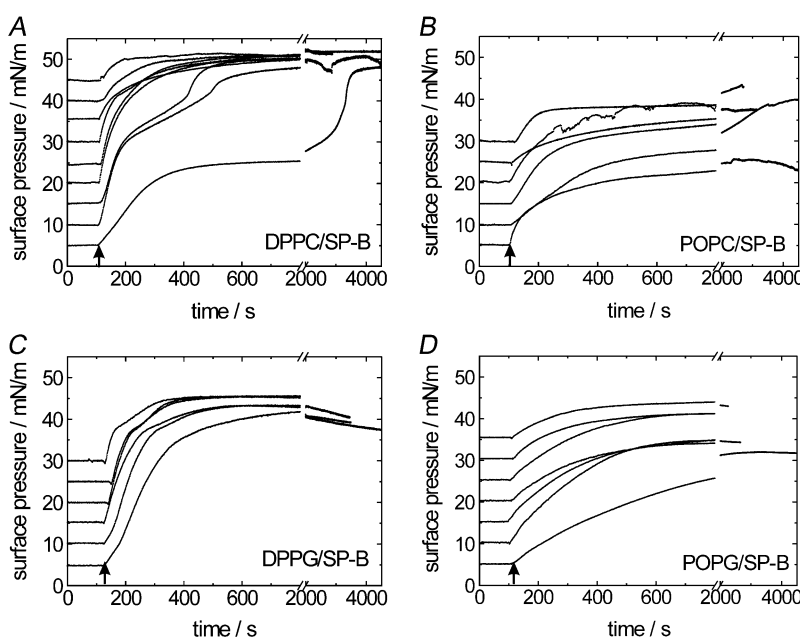 A
surface pressure / mN/m
50
40
30
20
10
0
DPPC/SP-B
0 200 400 600 2000 4000
time / s
B
surface pressure / mN/m
50
40
30
20
10
0
POPC/SP-B
0 200 400 600 2000 4000
time / s
C
surface pressure / mN/m
50
40
30
20
10
0
DPPG/SP-B
0 200 400 600 2000 4000
time / s
D
surface pressure / mN/m
50
40
30
20
10
0
POPG/SP-B
0 200 400 600 2000 4000
time / s